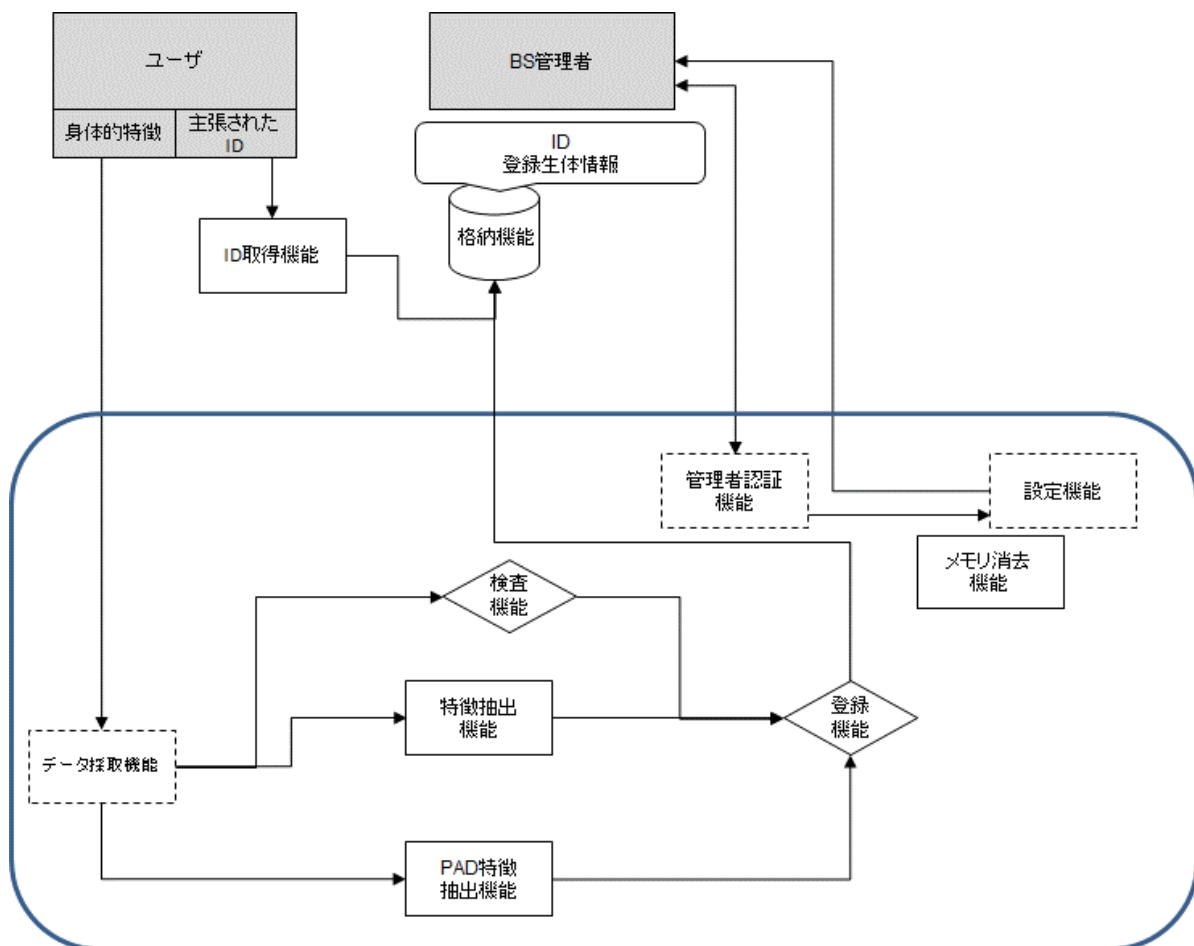 ユーザ
身体的特徴
主張された
ID
BS管理者
ID
登録生体情報
格納機能
ID取得機能
管理者認証
機能
設定機能
メモリ消去
機能
検査
機能
特徴抽出
機能
登録
機能
データ採取機能
PAD特徴
抽出機能